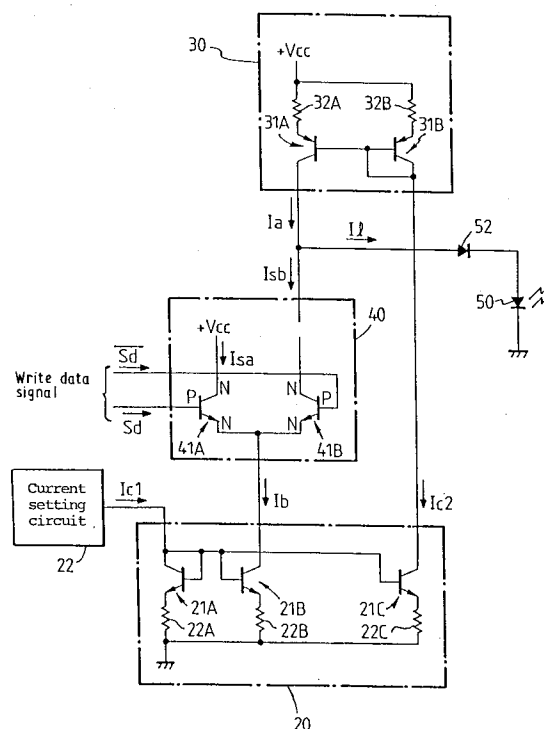 30
+Vcc
32A
32B
31A
31B
Ia
Il
52
Isb
50
40
+Vcc
Sd
Isa
Write data
signal
P
N
N
P
Sd
N
N
41A
41B
Ic1
Ib
Ic2
Current
setting
circuit
22
21A
21B
21C
22A
22B
22C
20